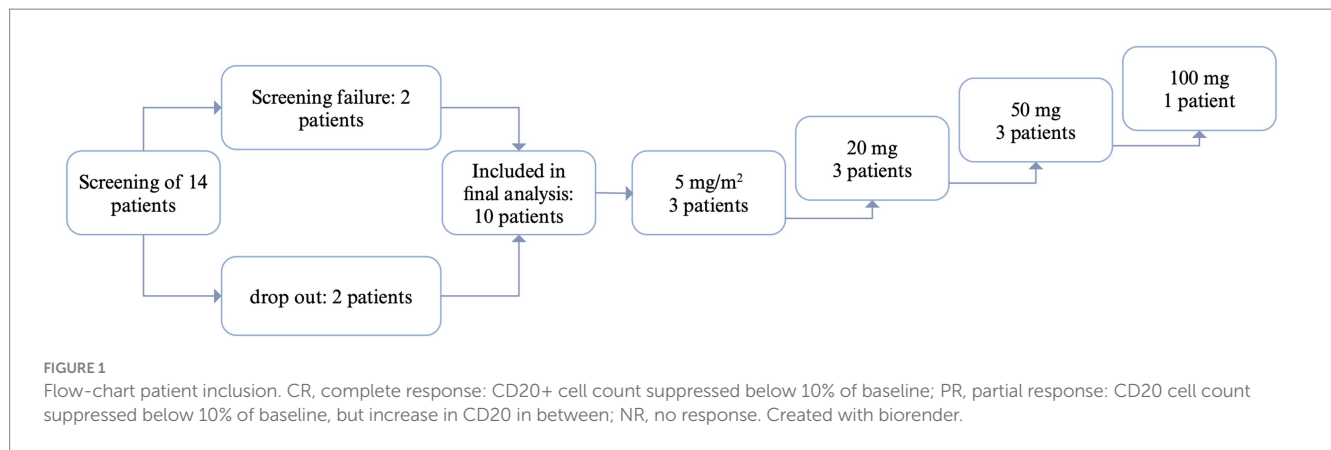 Screening of 14
patients
Screening failure: 2
patients
drop out: 2 patients
Included in
final analysis:
10 patients
5 mg/m²
3 patients
20 mg
3 patients
50 mg
3 patients
100 mg
1 patient
FIGURE 1
Flow-chart patient inclusion. CR, complete response: CD20+ cell count suppressed below 10% of baseline; PR, partial response: CD20 cell count
suppressed below 10% of baseline, but increase in CD20 in between; NR, no response. Created with biorender.